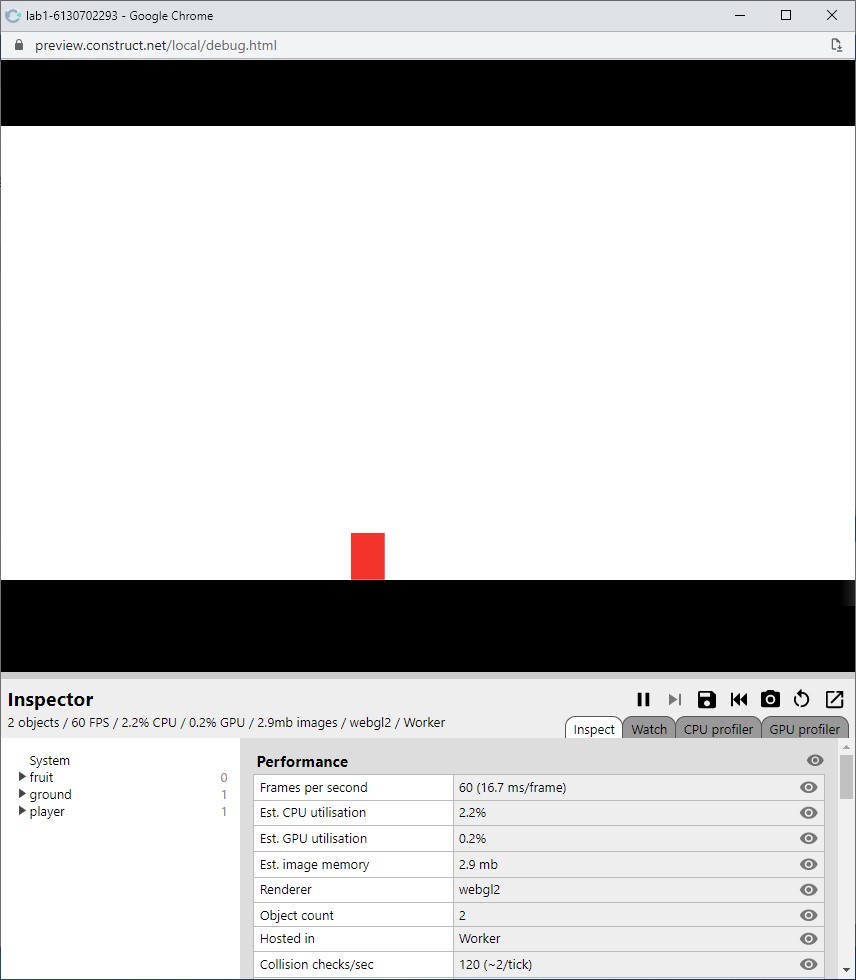 lab1-6130702293 - Google Chrome
preview.construct.net/local/debug.html
Inspector
2 objects / 60 FPS / 2.2% CPU / 0.2% GPU / 2.9mb images / webgl2 / Worker
Inspect Watch CPU profiler GPU profiler
System
fruit 0
ground 1
player 1
Performance
Frames per second 60 (16.7 ms/frame)
Est. CPU utilisation 2.2%
Est. GPU utilisation 0.2%
Est. image memory 2.9 mb
Renderer webgl2
Object count 2
Hosted in Worker
Collision checks/sec 120 (~2/tick)